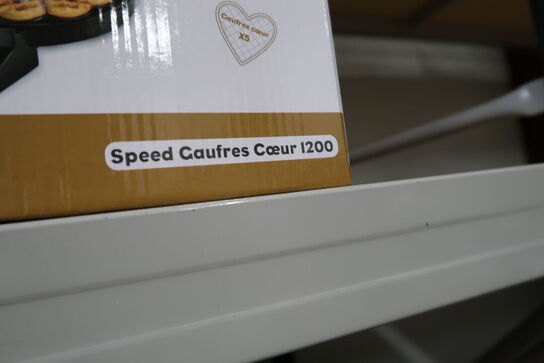 Gaufres cœur
X5
Speed Gaufres Cœur 1200